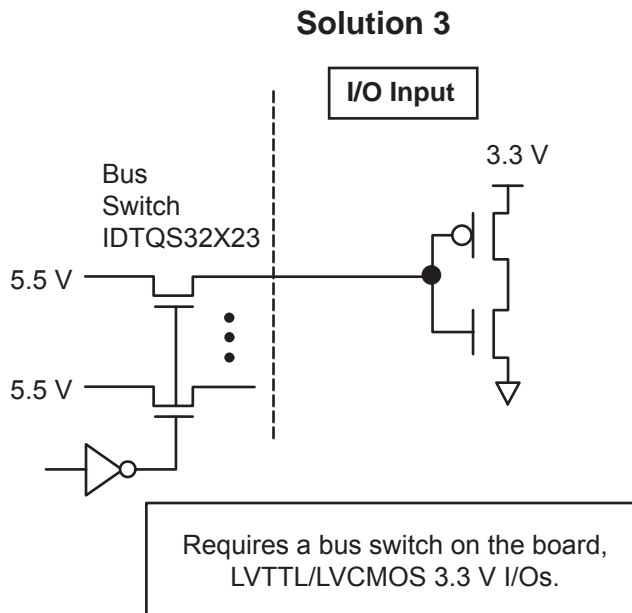 Solution 3
I/O Input
3.3 V
Bus
Switch
IDTQS32X23
5.5 V
5.5 V
Requires a bus switch on the board,
LVTTL/LVCMOS 3.3 V I/Os.